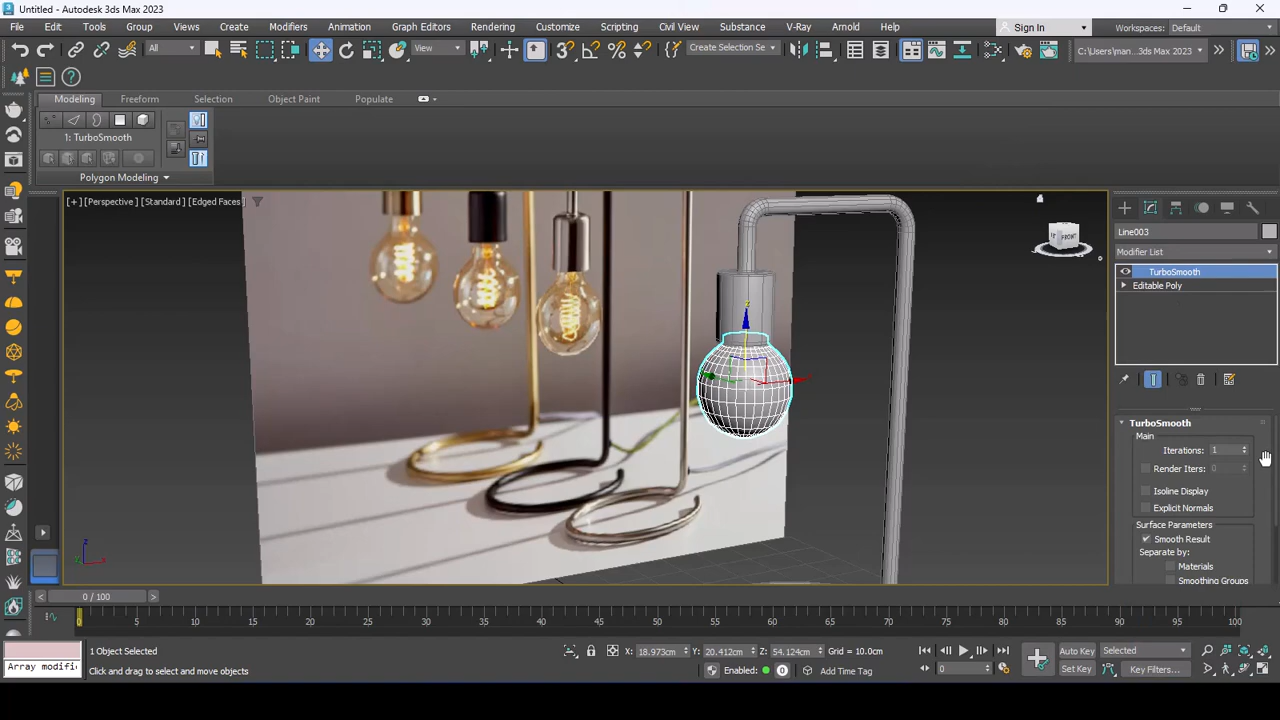 Untitled - Autodesk 3ds Max 2023
File Edit Tools Group Views Create Modifiers Animation Graph Editors Rendering Customize Scripting Civil View Substance V-Ray Arnold Help
Sign In
Workspaces: Default
All
View
Create Selection Se
C:\Users\man...3ds Max 2023
Modeling Freeform Selection Object Paint Populate
1: TurboSmooth
Polygon Modeling
[+] [Perspective] [Standard] [Edged Faces]
FRONT
Line003
Modifier List
TurboSmooth
Editable Poly
TurboSmooth
Main
Iterations: 1
Render Iters: 0
Isoline Display
Explicit Normals
Surface Parameters
Smooth Result
Separate by:
Materials
Smoothing Groups
z
0 / 100
0 5 10 15 20 25 30 35 40 45 50 55 60 65 70 75 80 85 90 95 100
Array modifi
1 Object Selected
Click and drag to select and move objects
X: 18.973cm Y: 20.412cm Z: 54.124cm Grid = 10.0cm
Enabled: Add Time Tag
0
Auto Key Selected
Set Key Key Filters...